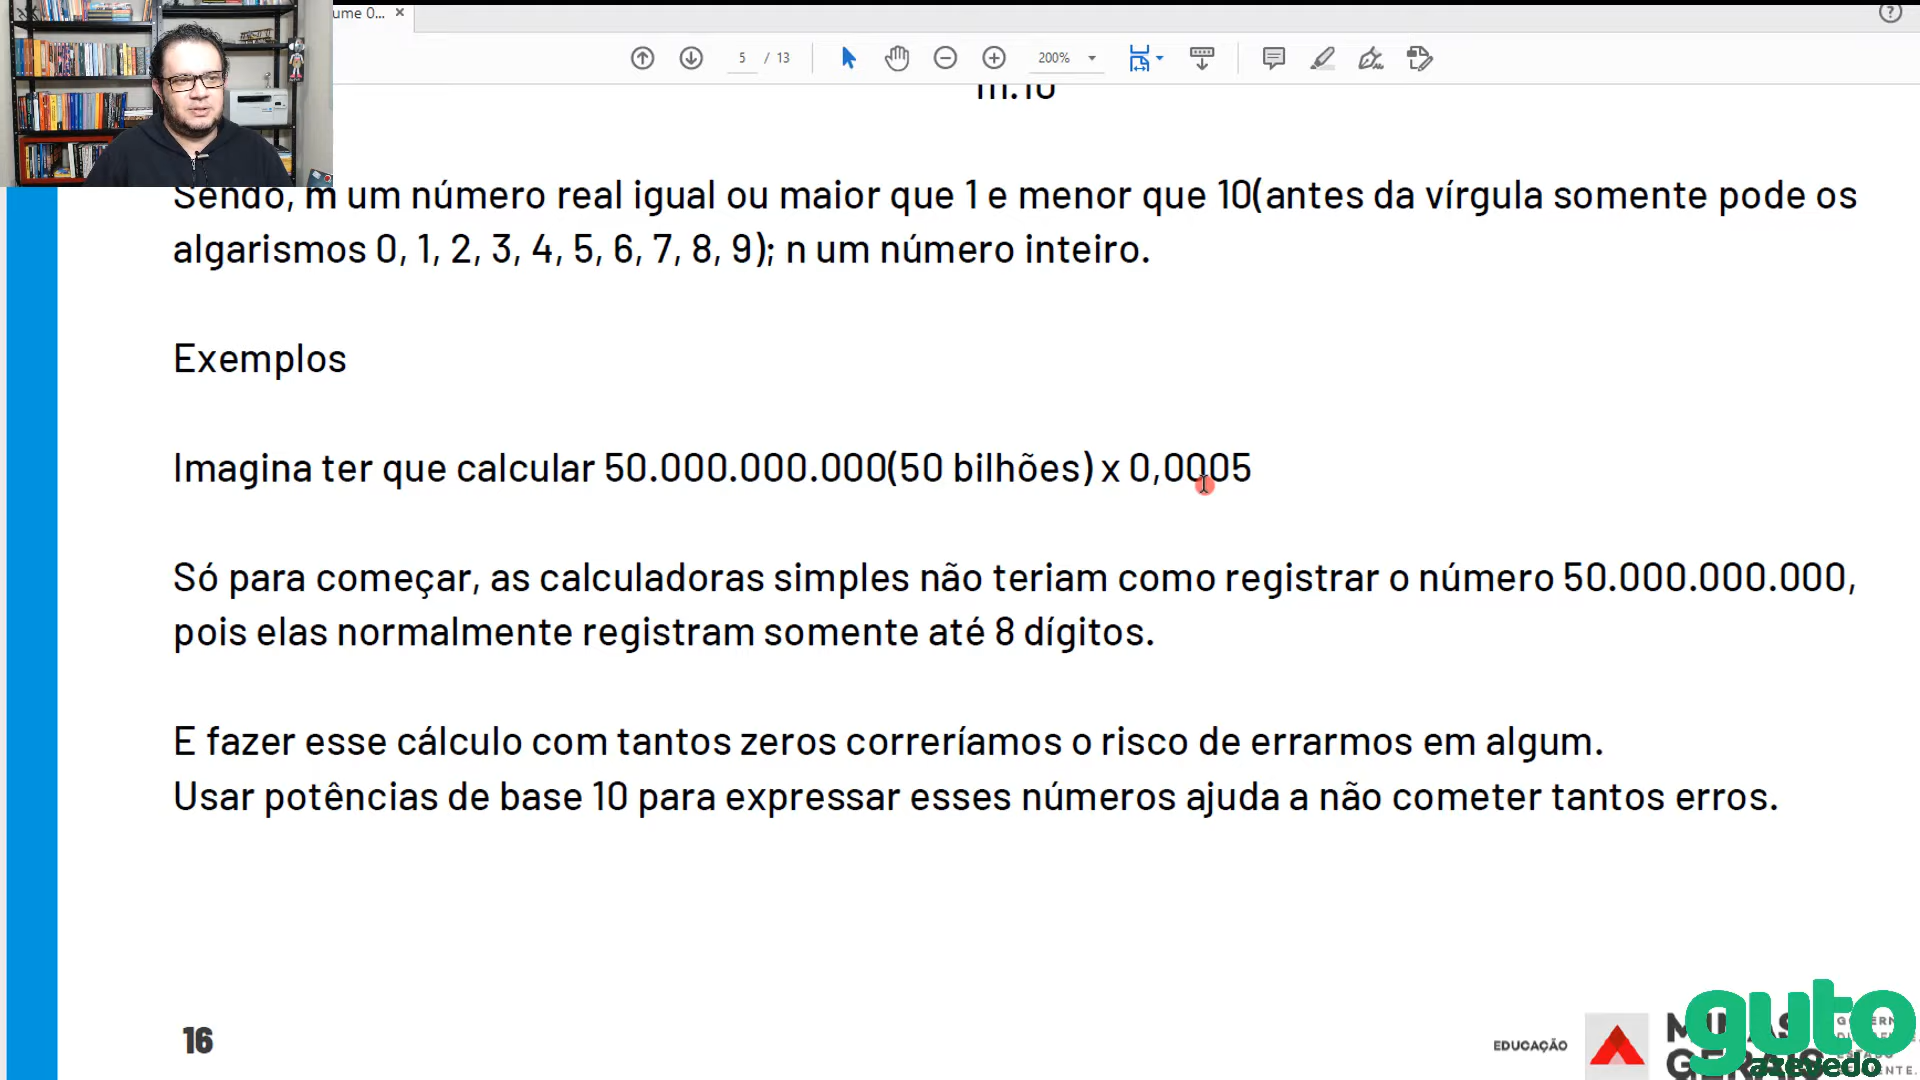 ume 0...
5 / 13
200%
m.10
Sendo, m um número real igual ou maior que 1 e menor que 10(antes da vírgula somente pode os
algarismos 0, 1, 2, 3, 4, 5, 6, 7, 8, 9); n um número inteiro.
Exemplos
Imagina ter que calcular 50.000.000.000(50 bilhões) x 0,0005
Só para começar, as calculadoras simples não teriam como registrar o número 50.000.000.000,
pois elas normalmente registram somente até 8 dígitos.
E fazer esse cálculo com tantos zeros correríamos o risco de errarmos em algum.
Usar potências de base 10 para expressar esses números ajuda a não cometer tantos erros.
16
EDUCAÇÃO
MINAS
GERAIS
guto
azevedo